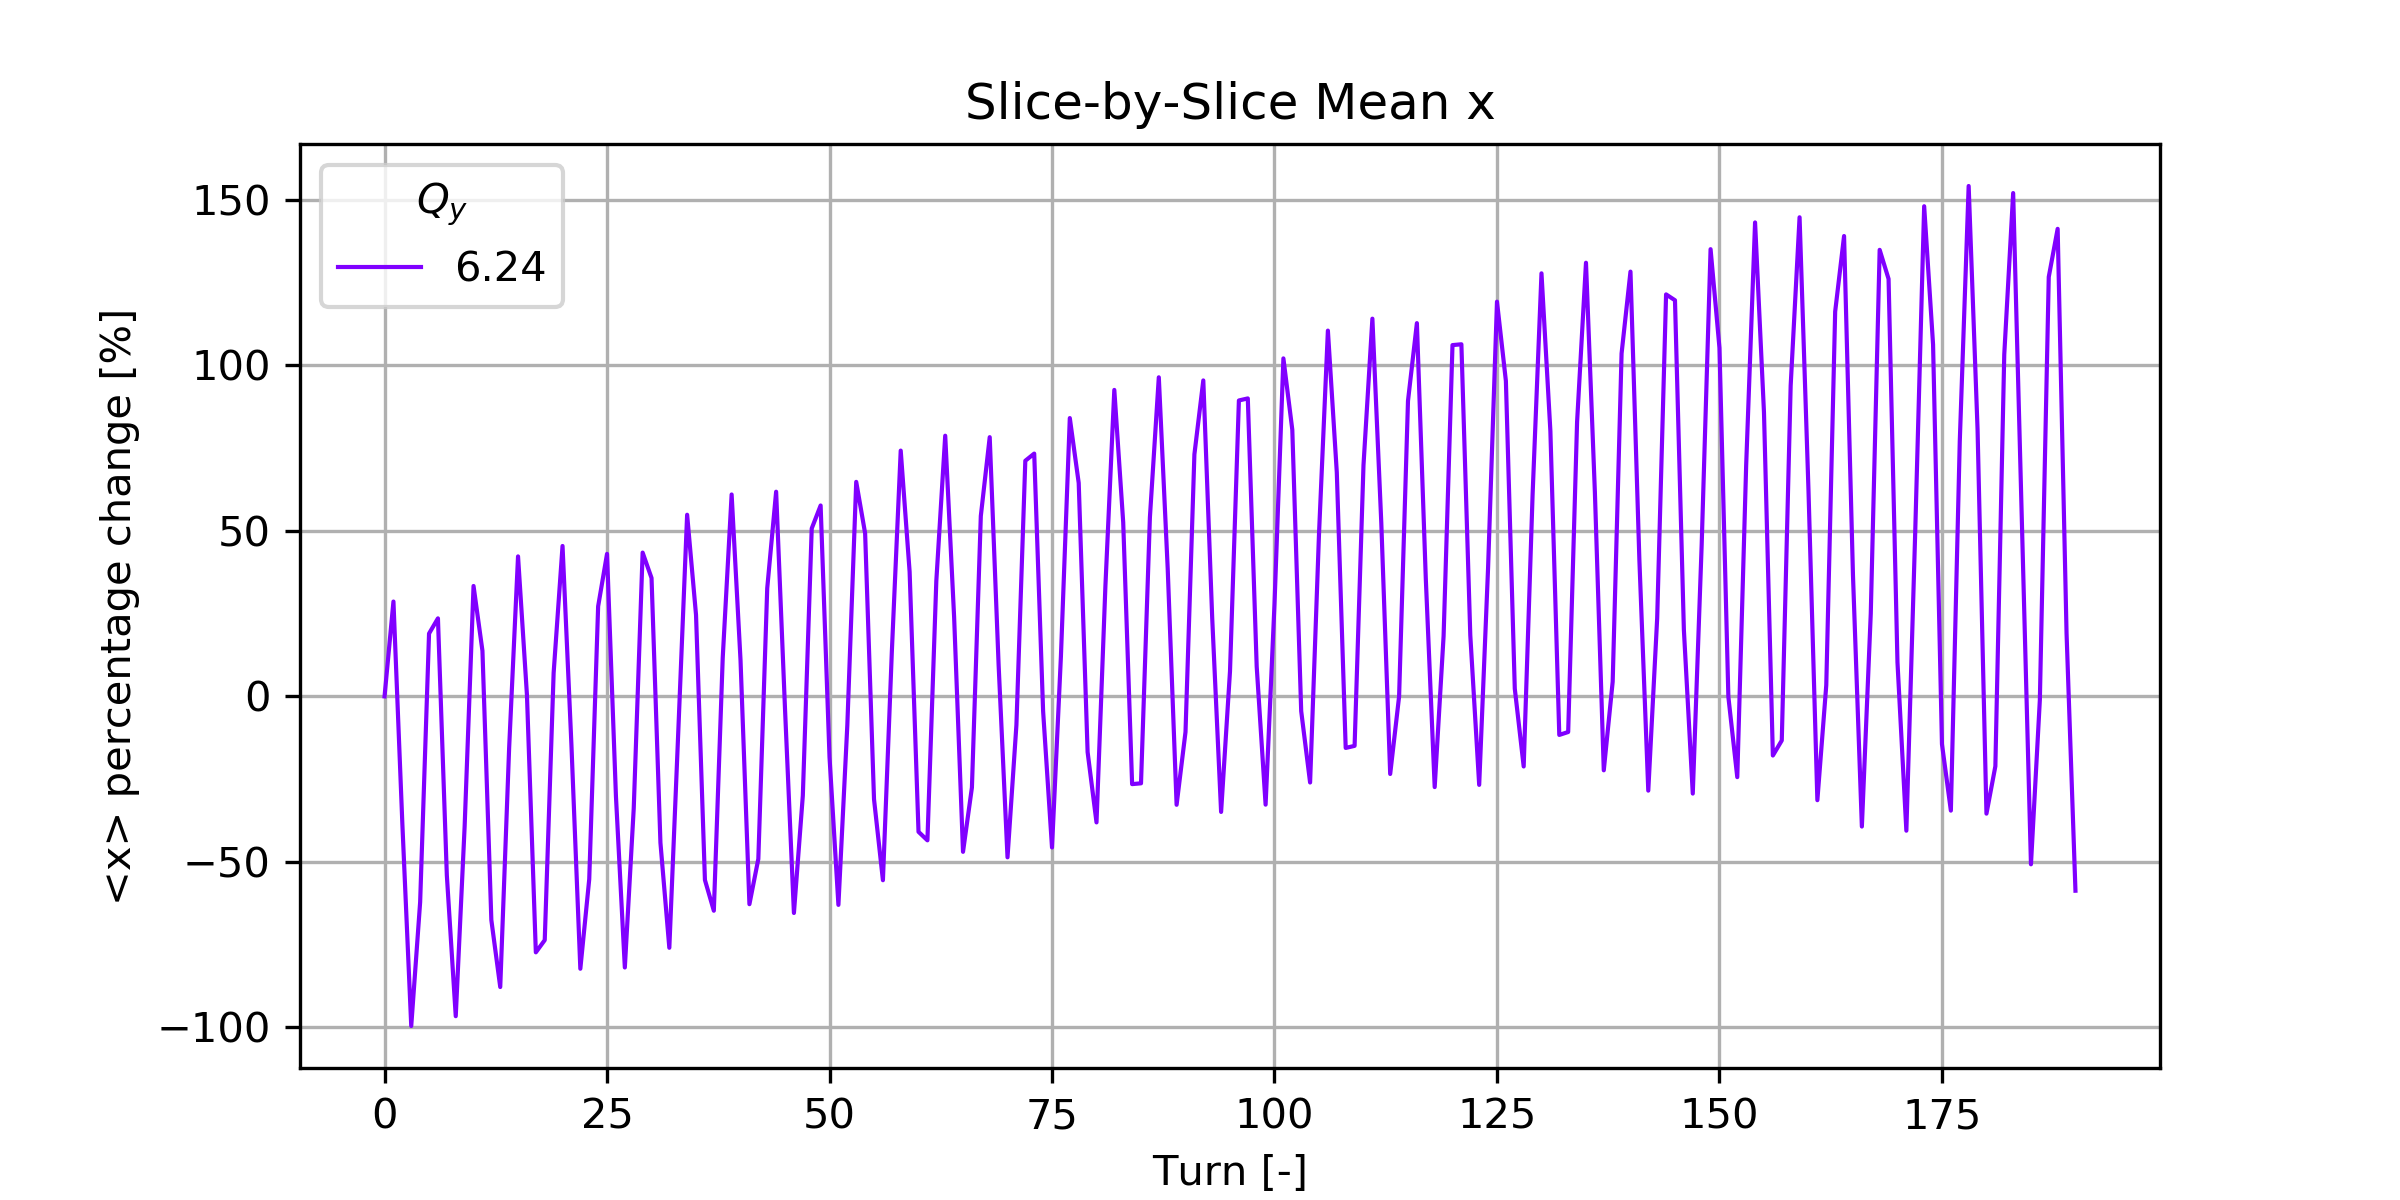 Slice-by-Slice Mean x
Qy
6.24
<x> percentage change [%]
150
100
50
0
−50
−100
0 25 50 75 100 125 150 175
Turn [-]